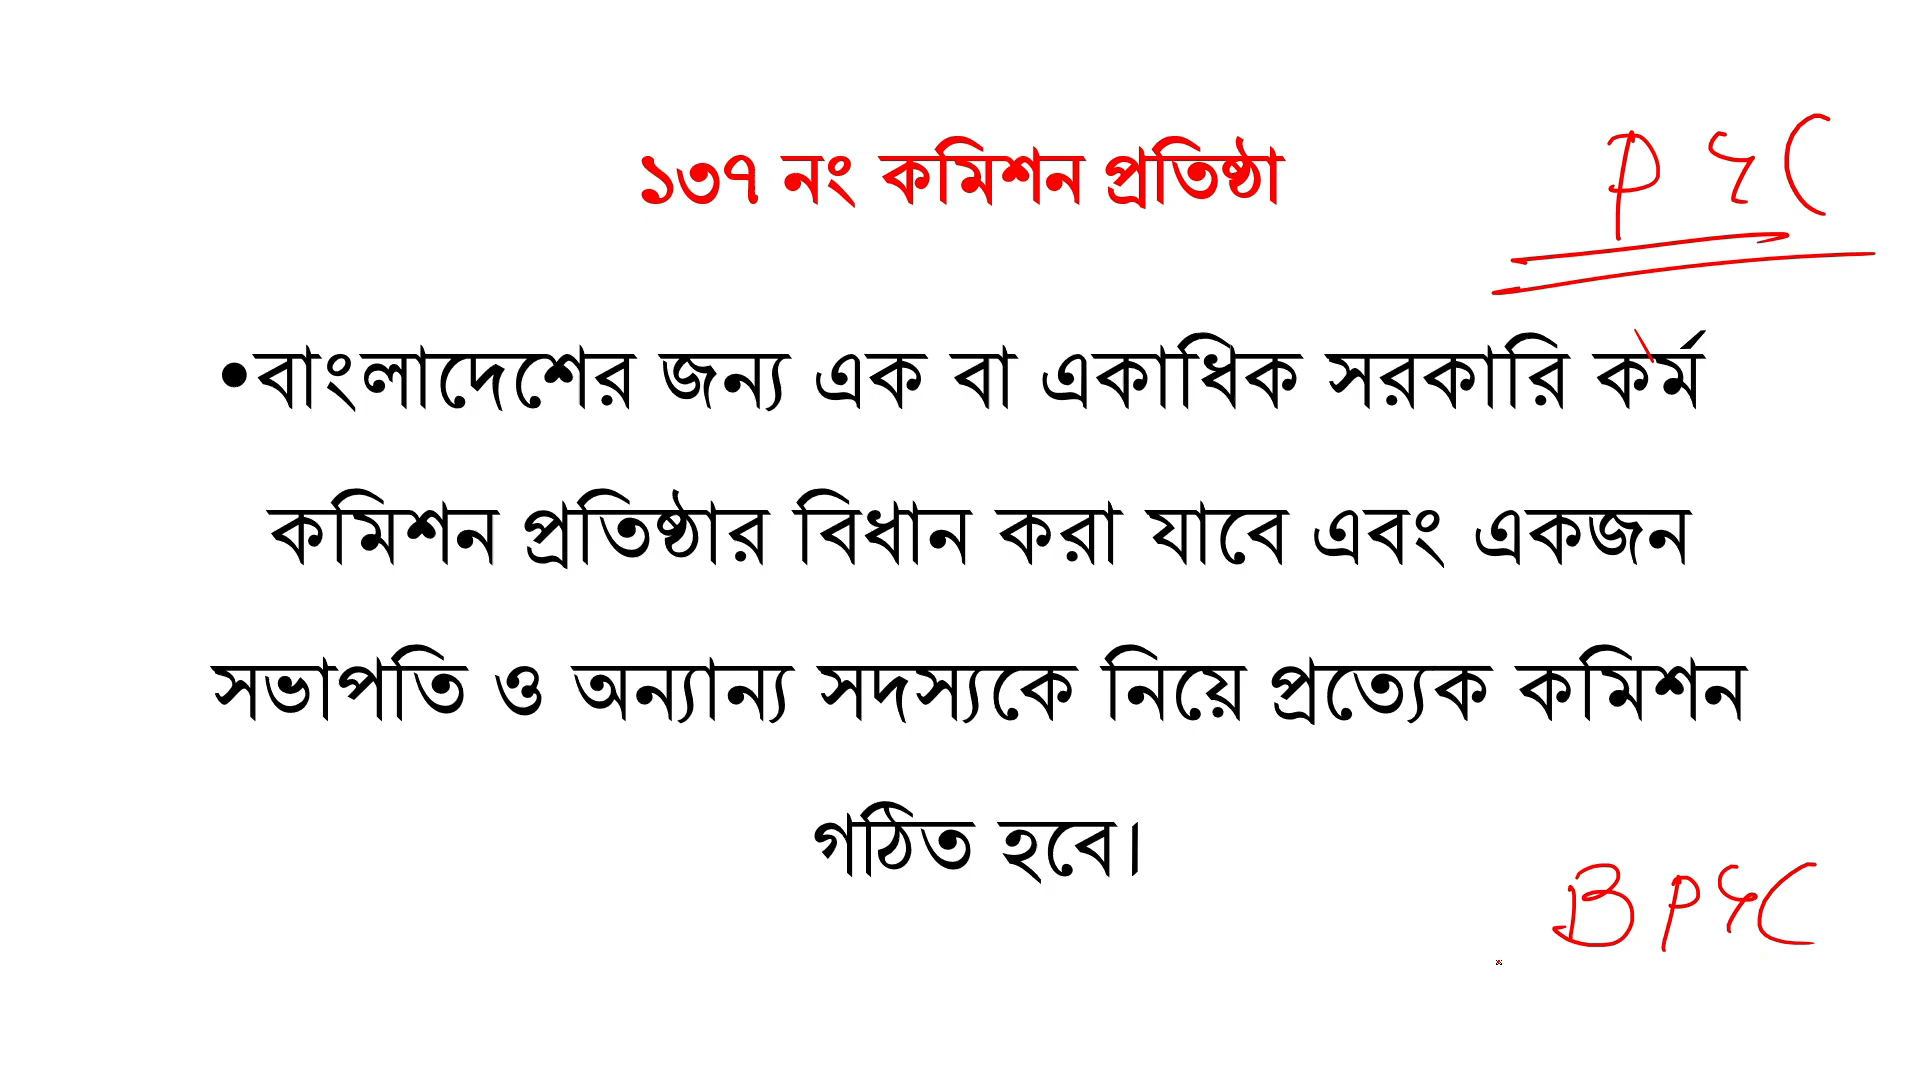 ১৩৭ নং কমিশন প্রতিষ্ঠা
PSC
•বাংলাদেশের জন্য এক বা একাধিক সরকারি কর্ম
কমিশন প্রতিষ্ঠার বিধান করা যাবে এবং একজন
সভাপতি ও অন্যান্য সদস্যকে নিয়ে প্রত্যেক কমিশন
গঠিত হবে।
BPSC